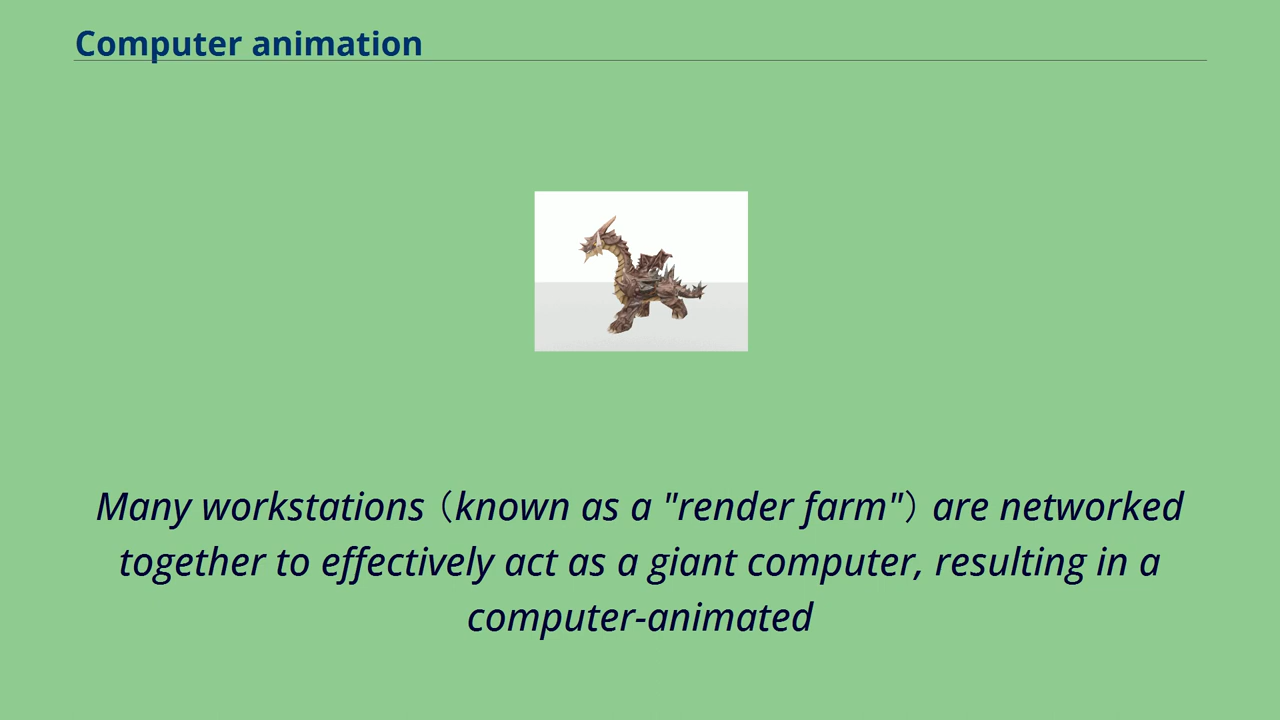 Computer animation
Many workstations (known as a "render farm") are networked
together to effectively act as a giant computer, resulting in a
computer-animated